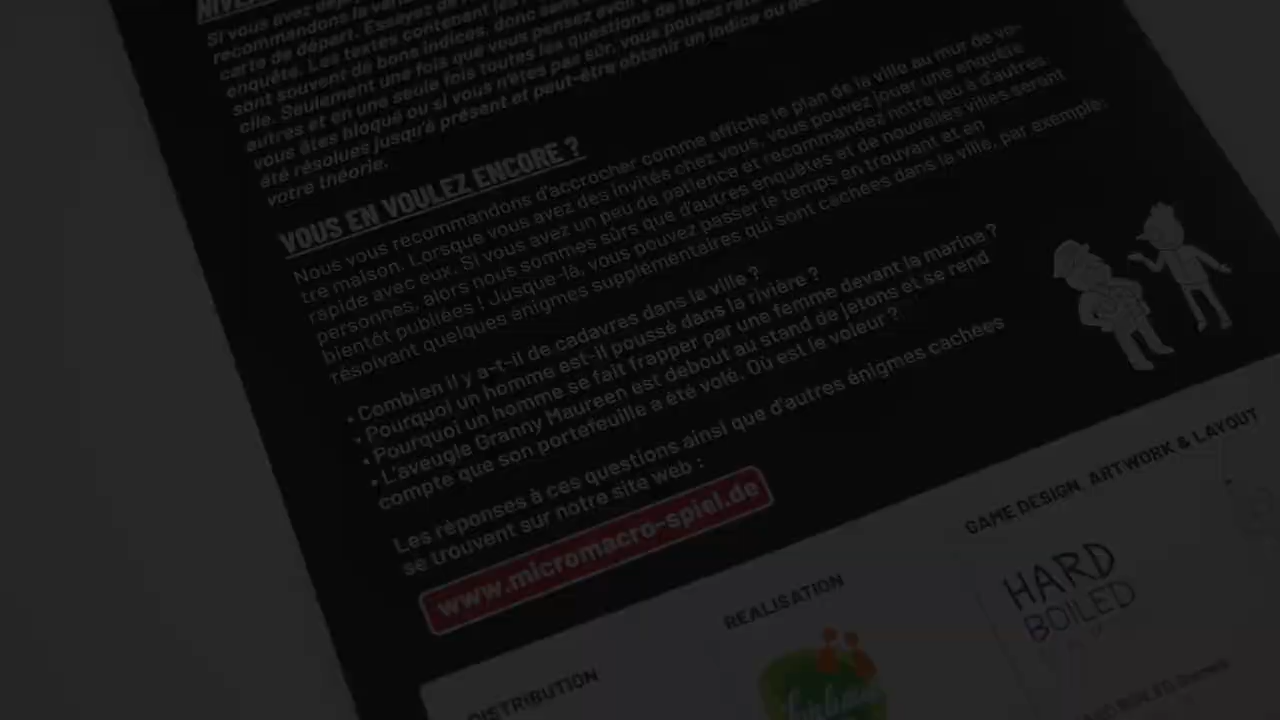 Si vous avez déjà
recommandons la
carte de départ. Essayez de
enquête. Les textes contenant les
sont souvent de bons indices, donc sans
cile. Seulement une fois que vous pensez avoir
autres et en une seule fois toutes les questions de
vous êtes bloqué ou si vous n'êtes pas sûr, vous pouvez
été résolues jusqu'à présent et peut-être obtenir un indice ou
votre théorie.
VOUS EN VOULEZ ENCORE ?
Nous vous recommandons d'accrocher comme affiche le plan de la ville au mur de vo-
tre maison. Lorsque vous avez des invités chez vous, vous pouvez jouer une enquête
rapide avec eux. Si vous avez un peu de patience et recommandez notre jeu à d'autres
personnes, alors nous sommes sûrs que d'autres enquêtes et de nouvelles villes seront
bientôt publiées ! Jusque-là, vous pouvez passer le temps en trouvant et en
résolvant quelques énigmes supplémentaires qui sont cachées dans la ville, par exemple:
• Combien il y a-t-il de cadavres dans la ville ?
• Pourquoi un homme est-il poussé dans la rivière ?
• Pourquoi un homme se fait frapper par une femme devant la marine ?
• L'aveugle Granny Maureen est debout au stand de jetons et se rend
compte que son portefeuille a été volé. Où est le voleur ?
Les réponses à ces questions ainsi que d'autres énigmes cachées
se trouvent sur notre site web :
www.micromacro-spiel.de
GAME DESIGN, ARTWORK & LAYOUT
HARD
BOILED
REALISATION
DISTRIBUTION